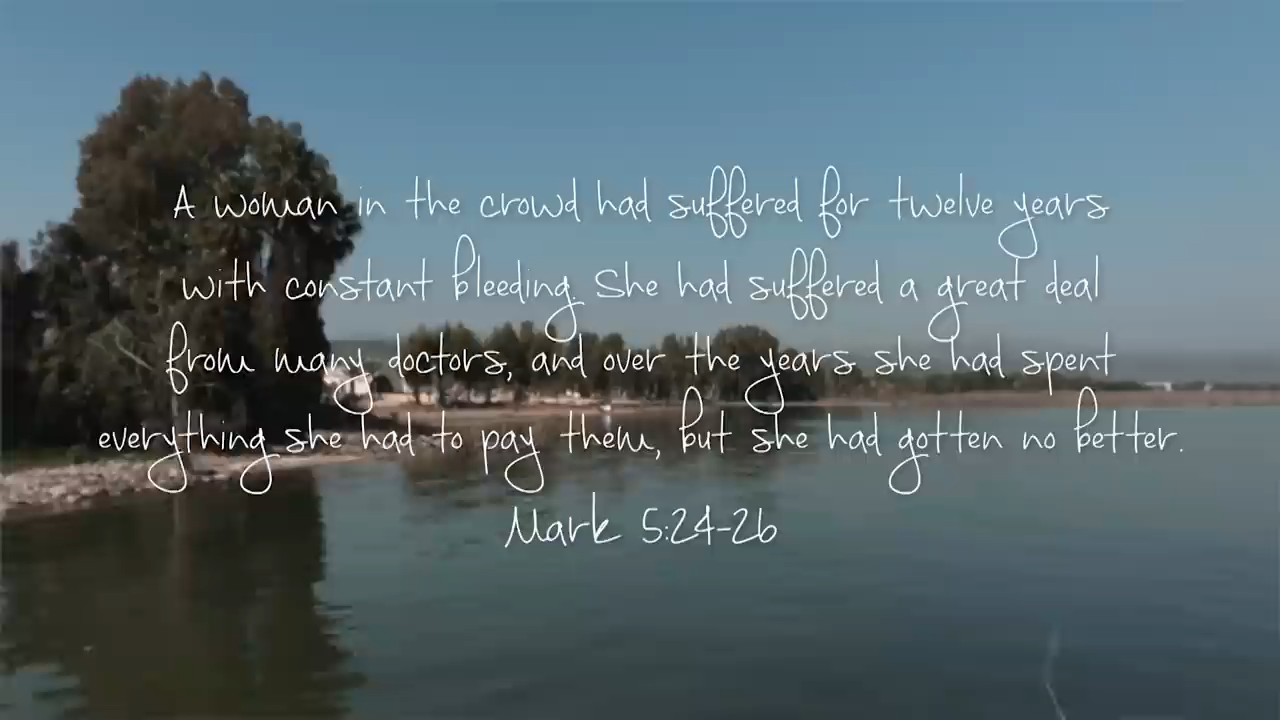 A woman in the crowd had suffered for twelve years
with constant bleeding. She had suffered a great deal
from many doctors, and over the years she had spent
everything she had to pay them, but she had gotten no better.
Mark 5:24-26